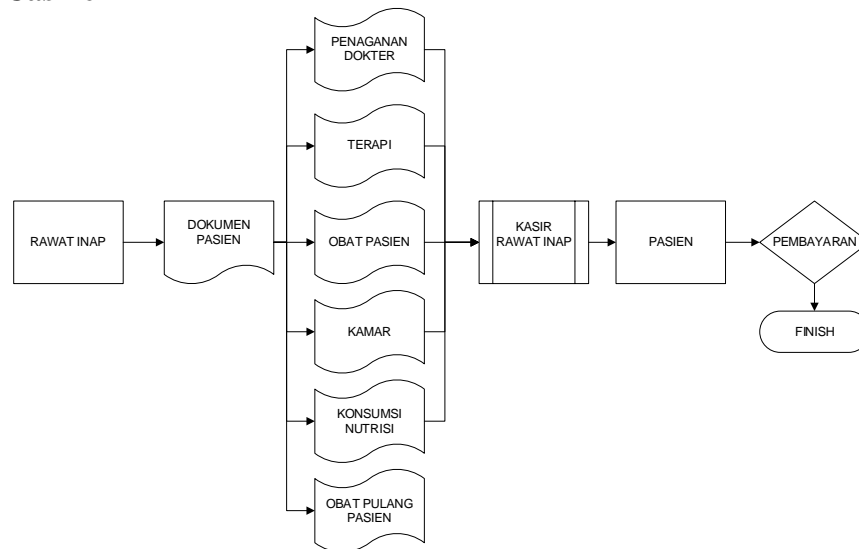 PENAGANAN
DOKTER
TERAPI
RAWAT INAP
DOKUMEN
PASIEN
OBAT PASIEN
KASIR
RAWAT INAP
PASIEN
PEMBAYARAN
KAMAR
FINISH
KONSUMSI
NUTRISI
OBAT PULANG
PASIEN